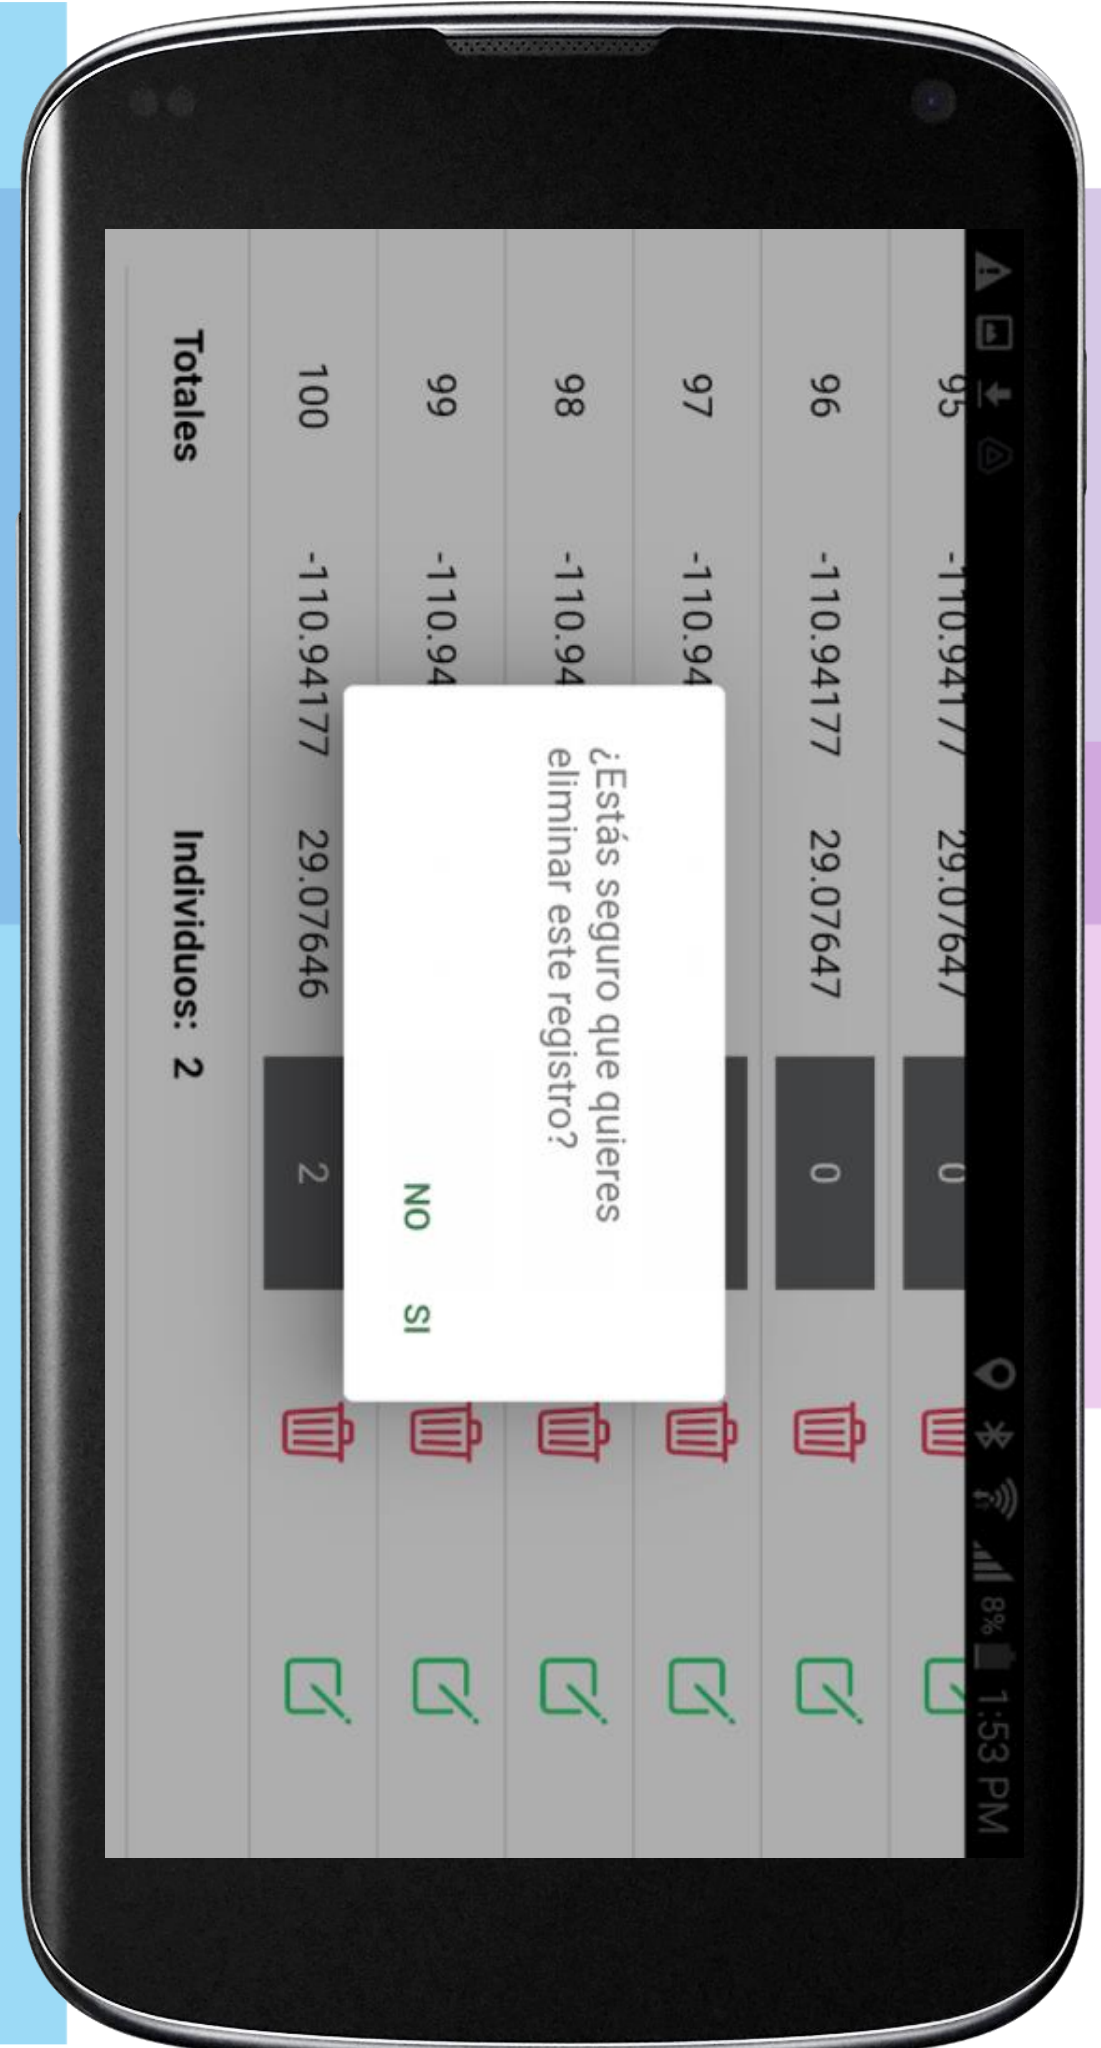 8% 1:53 PM
95 -110.94177 29.07647 0
96 -110.94177 29.07647 0
97 -110.94
98 -110.94
99 -110.94
100 -110.94177 29.07646 2
Totales Individuos: 2
¿Estás seguro que quieres
eliminar este registro?
NO SI